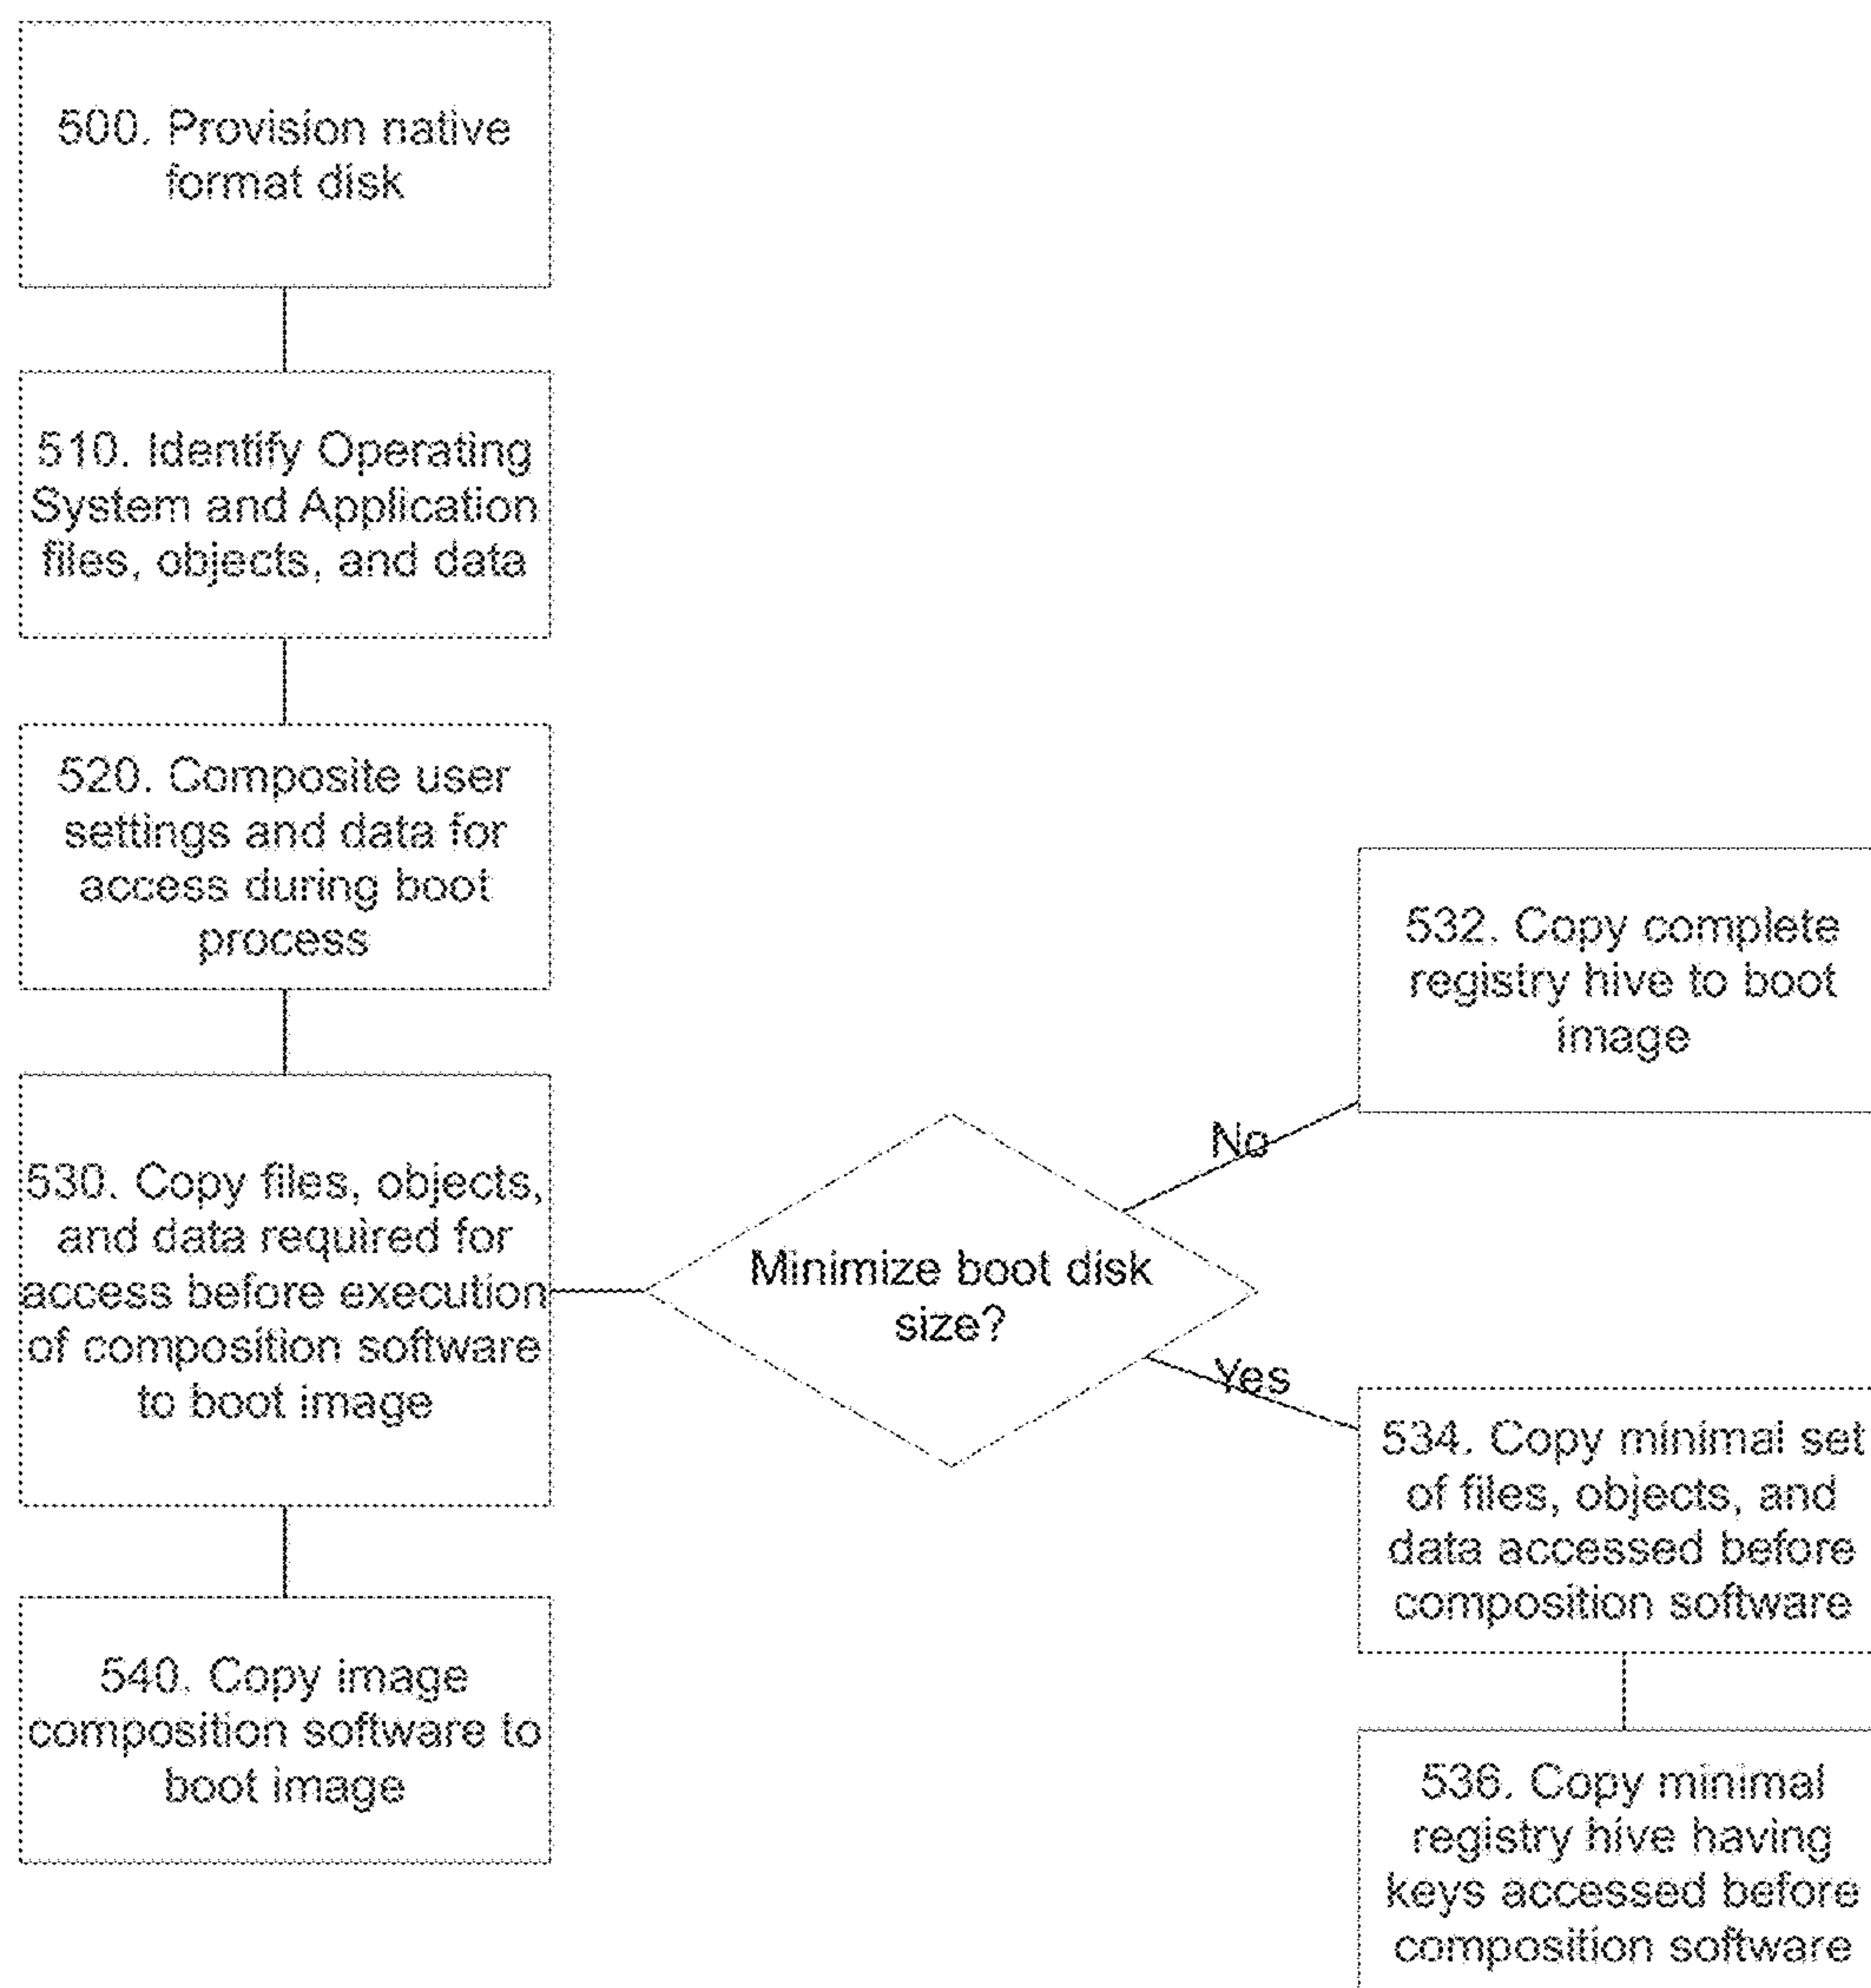 500. Provision native
format disk
510. Identify Operating
System and Application
files, objects, and data
520. Composite user
settings and data for
access during boot
process
530. Copy files, objects,
and data required for
access before execution
of composition software
to boot image
540. Copy image
composition software to
boot image
Minimize boot disk
size?
No
Yes
532. Copy complete
registry hive to boot
image
534. Copy minimal set
of files, objects, and
data accessed before
composition software
536. Copy minimal
registry hive having
keys accessed before
composition software